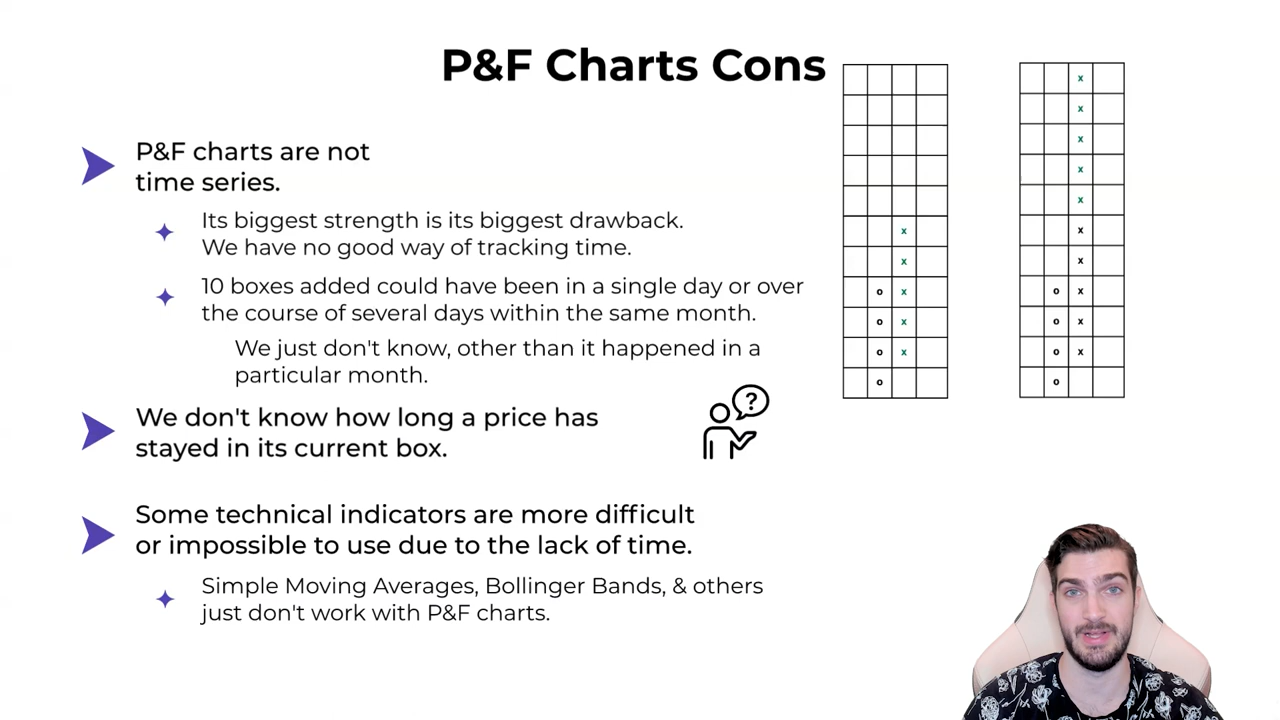 P&F Charts Cons
P&F charts are not
time series.
Its biggest strength is its biggest drawback.
We have no good way of tracking time.
10 boxes added could have been in a single day or over
the course of several days within the same month.
We just don't know, other than it happened in a
particular month.
We don't know how long a price has
stayed in its current box.
?
Some technical indicators are more difficult
or impossible to use due to the lack of time.
Simple Moving Averages, Bollinger Bands, & others
just don't work with P&F charts.
x
x
o x
o x
o x
o
x
x
x
x
x
x
x
o x
o x
o x
o